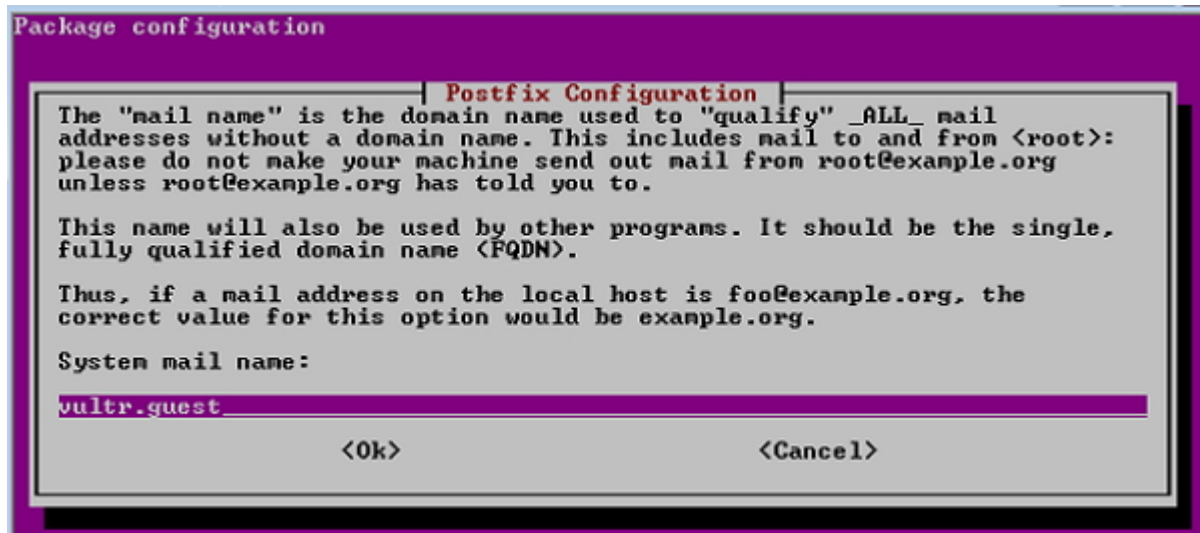 Package configuration
Postfix Configuration
The "mail name" is the domain name used to "qualify" _ALL_ mail
addresses without a domain name. This includes mail to and from <root>:
please do not make your machine send out mail from root@example.org
unless root@example.org has told you to.
This name will also be used by other programs. It should be the single,
fully qualified domain name <FQDN>.
Thus, if a mail address on the local host is foo@example.org, the
correct value for this option would be example.org.
System mail name:
vultr.guest
<Ok> <Cancel>